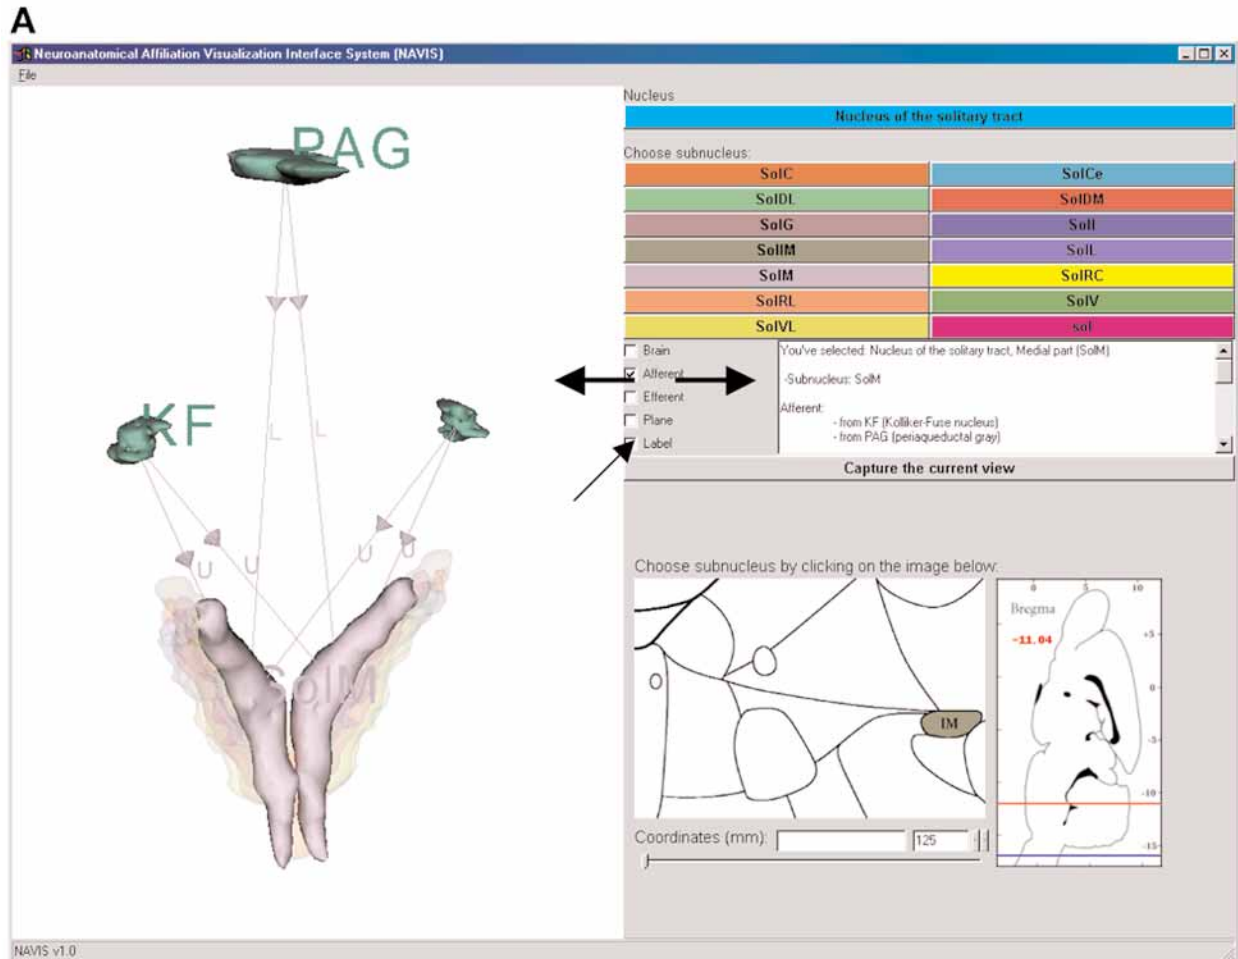 A
Neuroanatomical Affiliation Visualization Interface System (NAVIS)
File
PAG
KF
L L
U U U U
SolM
Nucleus
Nucleus of the solitary tract
Choose subnucleus:
SolC SolCe
SolDL SolDM
SolG SolI
SolIM SolL
SolM SolRC
SolRL SolV
SolVL sol
Brain
Afferent
Efferent
Plane
Label
You've selected: Nucleus of the solitary tract, Medial part (SolM)
-Subnucleus: SolM
Afferent:
- from KF (Kolliker-Fuse nucleus)
- from PAG (periaqueductal gray)
Capture the current view
Choose subnucleus by clicking on the image below:
IM
0 10
Bregma
-11.04
+5
0
-5
-10
-15
Coordinates (mm): 125
NAVIS v1.0